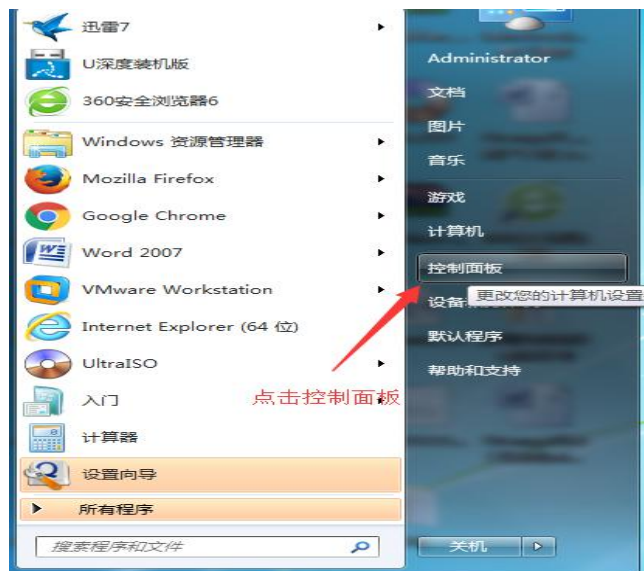 迅雷7
U深度装机版
360安全浏览器6
Windows 资源管理器
Mozilla Firefox
Google Chrome
Word 2007
VMware Workstation
Internet Explorer (64 位)
UltraISO
入门
计算器
设置向导
所有程序
搜索程序和文件
Administrator
文档
图片
音乐
游戏
计算机
控制面板
更改您的计算机设置
设备
默认程序
帮助和支持
关机
点击控制面板